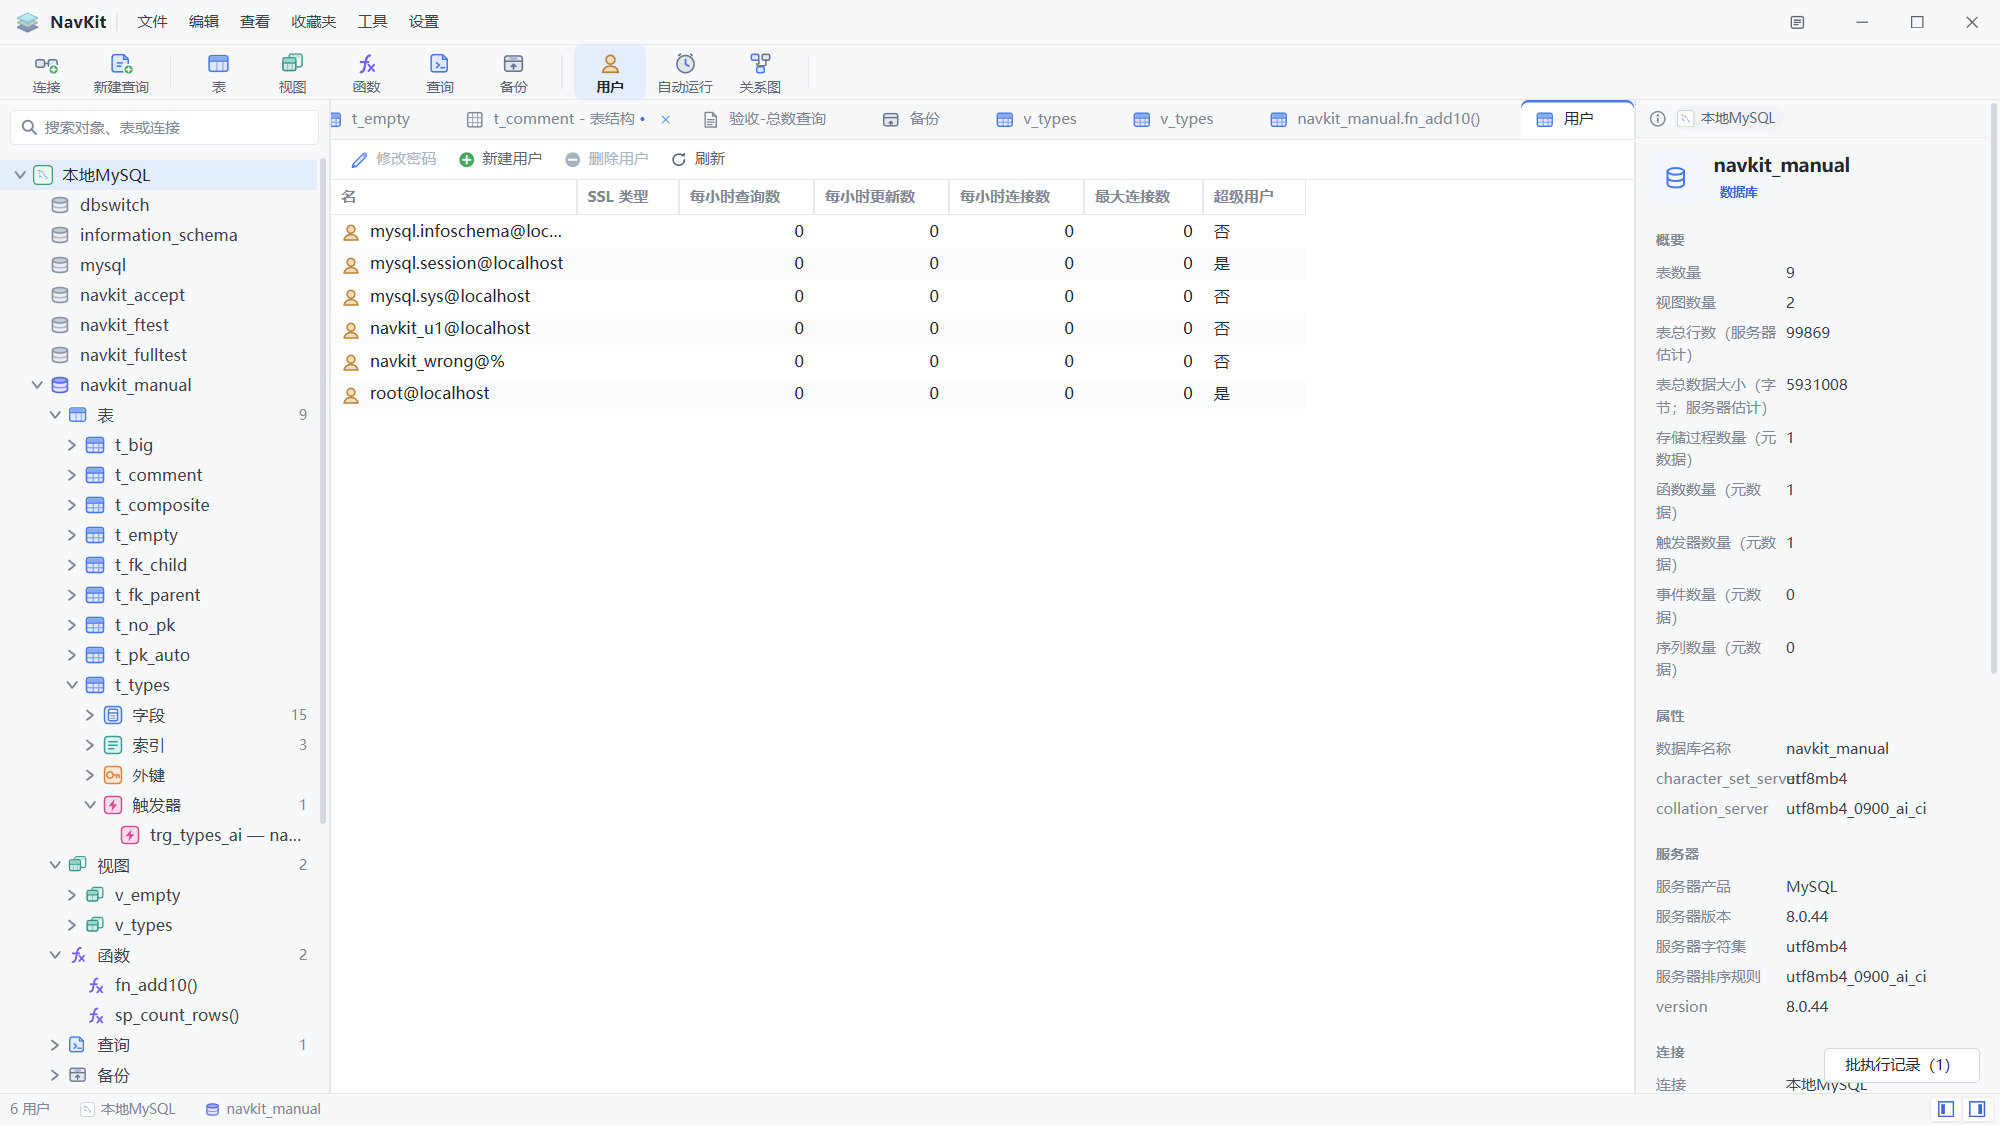 NavKit 文件 编辑 查看 收藏夹 工具 设置
连接 新建查询 表 视图 函数 查询 备份 用户 自动运行 关系图
搜索对象、表或连接
t_empty t_comment - 表结构 • × 验收-总数查询 备份 v_types v_types navkit_manual.fn_add10() 用户
修改密码 新建用户 删除用户 刷新
名 SSL 类型 每小时查询数 每小时更新数 每小时连接数 最大连接数 超级用户
mysql.infoschema@loc... 0 0 0 0 否
mysql.session@localhost 0 0 0 0 是
mysql.sys@localhost 0 0 0 0 否
navkit_u1@localhost 0 0 0 0 否
navkit_wrong@% 0 0 0 0 否
root@localhost 0 0 0 0 是
本地MySQL
dbswitch
information_schema
mysql
navkit_accept
navkit_ftest
navkit_fulltest
navkit_manual
表 9
t_big
t_comment
t_composite
t_empty
t_fk_child
t_fk_parent
t_no_pk
t_pk_auto
t_types
字段 15
索引 3
外键
触发器 1
trg_types_ai — na...
视图 2
v_empty
v_types
函数 2
fn_add10()
sp_count_rows()
查询 1
备份
本地MySQL
navkit_manual
数据库
概要
表数量 9
视图数量 2
表总行数（服务器 99869
估计）
表总数据大小（字 5931008
节；服务器估计）
存储过程数量（元 1
数据）
函数数量（元数 1
据）
触发器数量（元数 1
据）
事件数量（元数 0
据）
序列数量（元数 0
据）
属性
数据库名称 navkit_manual
character_set_server utf8mb4
collation_server utf8mb4_0900_ai_ci
服务器
服务器产品 MySQL
服务器版本 8.0.44
服务器字符集 utf8mb4
服务器排序规则 utf8mb4_0900_ai_ci
version 8.0.44
连接
批执行记录（1）
连接 本地MySQL
6 用户 本地MySQL navkit_manual